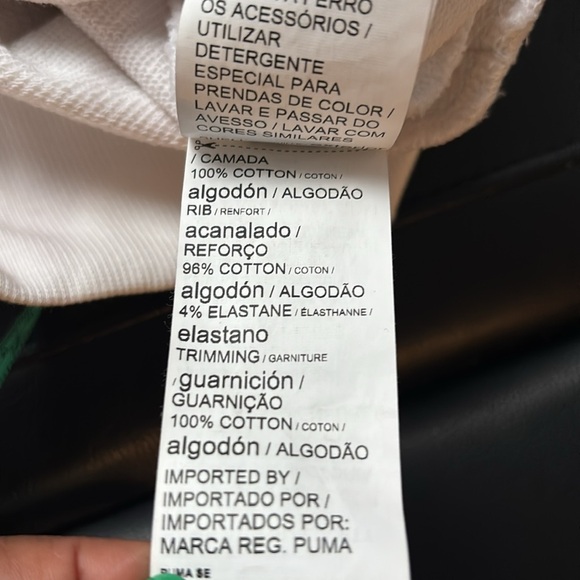 OS ACESSÓRIOS /
UTILIZAR
DETERGENTE
ESPECIAL PARA
PRENDAS DE COLOR /
LAVAR E PASSAR DO
AVESSO / LAVAR COM
CORES SIMILARES
/ CAMADA
100% COTTON / COTON /
algodón / ALGODÃO
RIB / RENFORT /
acanalado /
REFORÇO
96% COTTON / COTON /
algodón / ALGODÃO
4% ELASTANE / ÉLASTHANNE /
elastano
TRIMMING / GARNITURE
/ guarnición /
GUARNIÇÃO
100% COTTON / COTON /
algodón / ALGODÃO
IMPORTED BY /
IMPORTADO POR /
IMPORTADOS POR:
MARCA REG. PUMA
PUMA SE